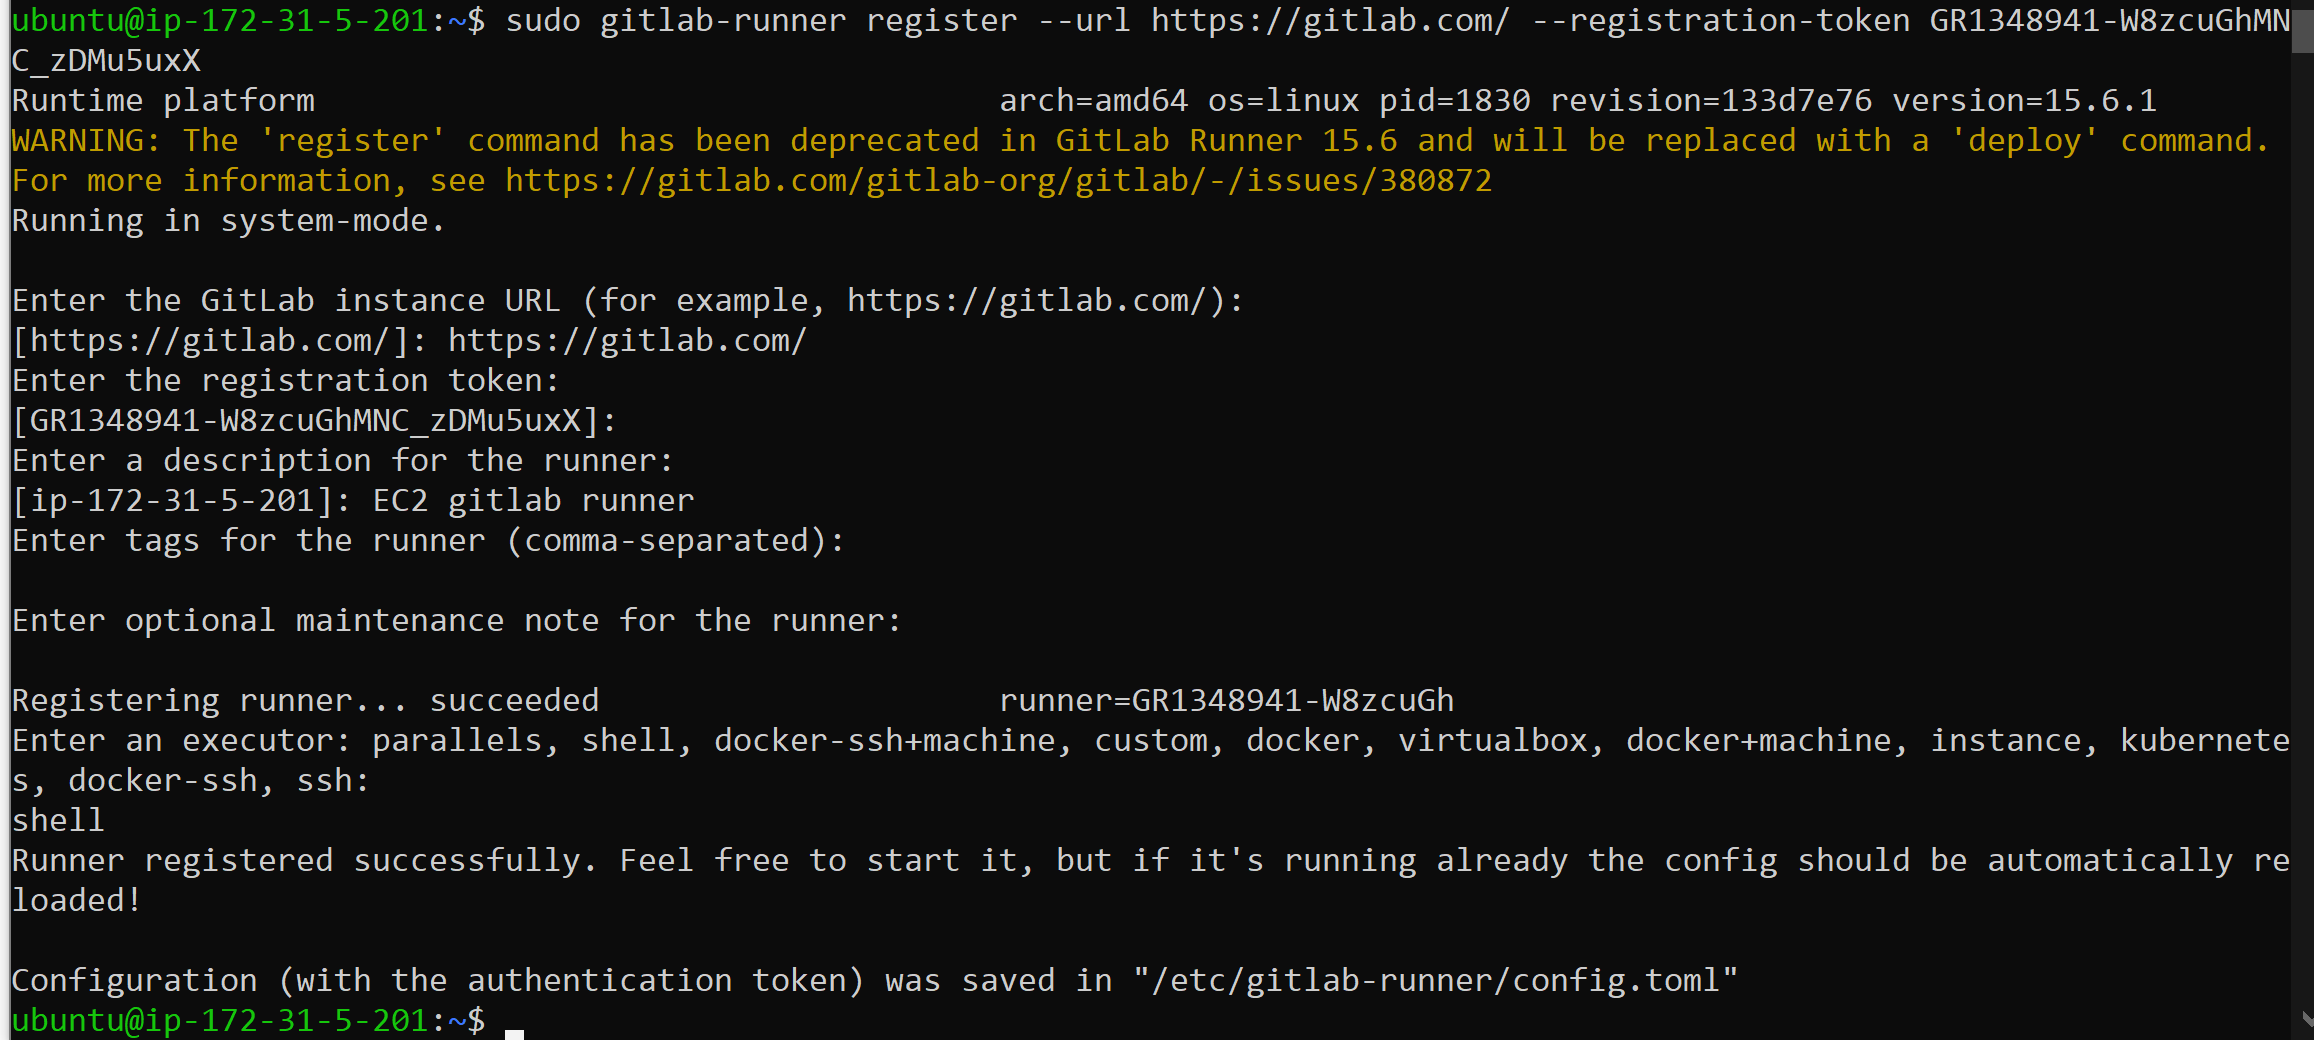 ubuntu@ip-172-31-5-201:~$ sudo gitlab-runner register --url https://gitlab.com/ --registration-token GR1348941-W8zcuGhMN
C_zDMu5uxX
Runtime platform                                    arch=amd64 os=linux pid=1830 revision=133d7e76 version=15.6.1
WARNING: The 'register' command has been deprecated in GitLab Runner 15.6 and will be replaced with a 'deploy' command.
For more information, see https://gitlab.com/gitlab-org/gitlab/-/issues/380872
Running in system-mode.

Enter the GitLab instance URL (for example, https://gitlab.com/):
[https://gitlab.com/]: https://gitlab.com/
Enter the registration token:
[GR1348941-W8zcuGhMNC_zDMu5uxX]:
Enter a description for the runner:
[ip-172-31-5-201]: EC2 gitlab runner
Enter tags for the runner (comma-separated):

Enter optional maintenance note for the runner:

Registering runner... succeeded                     runner=GR1348941-W8zcuGh
Enter an executor: parallels, shell, docker-ssh+machine, custom, docker, virtualbox, docker+machine, instance, kubernete
s, docker-ssh, ssh:
shell
Runner registered successfully. Feel free to start it, but if it's running already the config should be automatically re
loaded!

Configuration (with the authentication token) was saved in "/etc/gitlab-runner/config.toml"
ubuntu@ip-172-31-5-201:~$